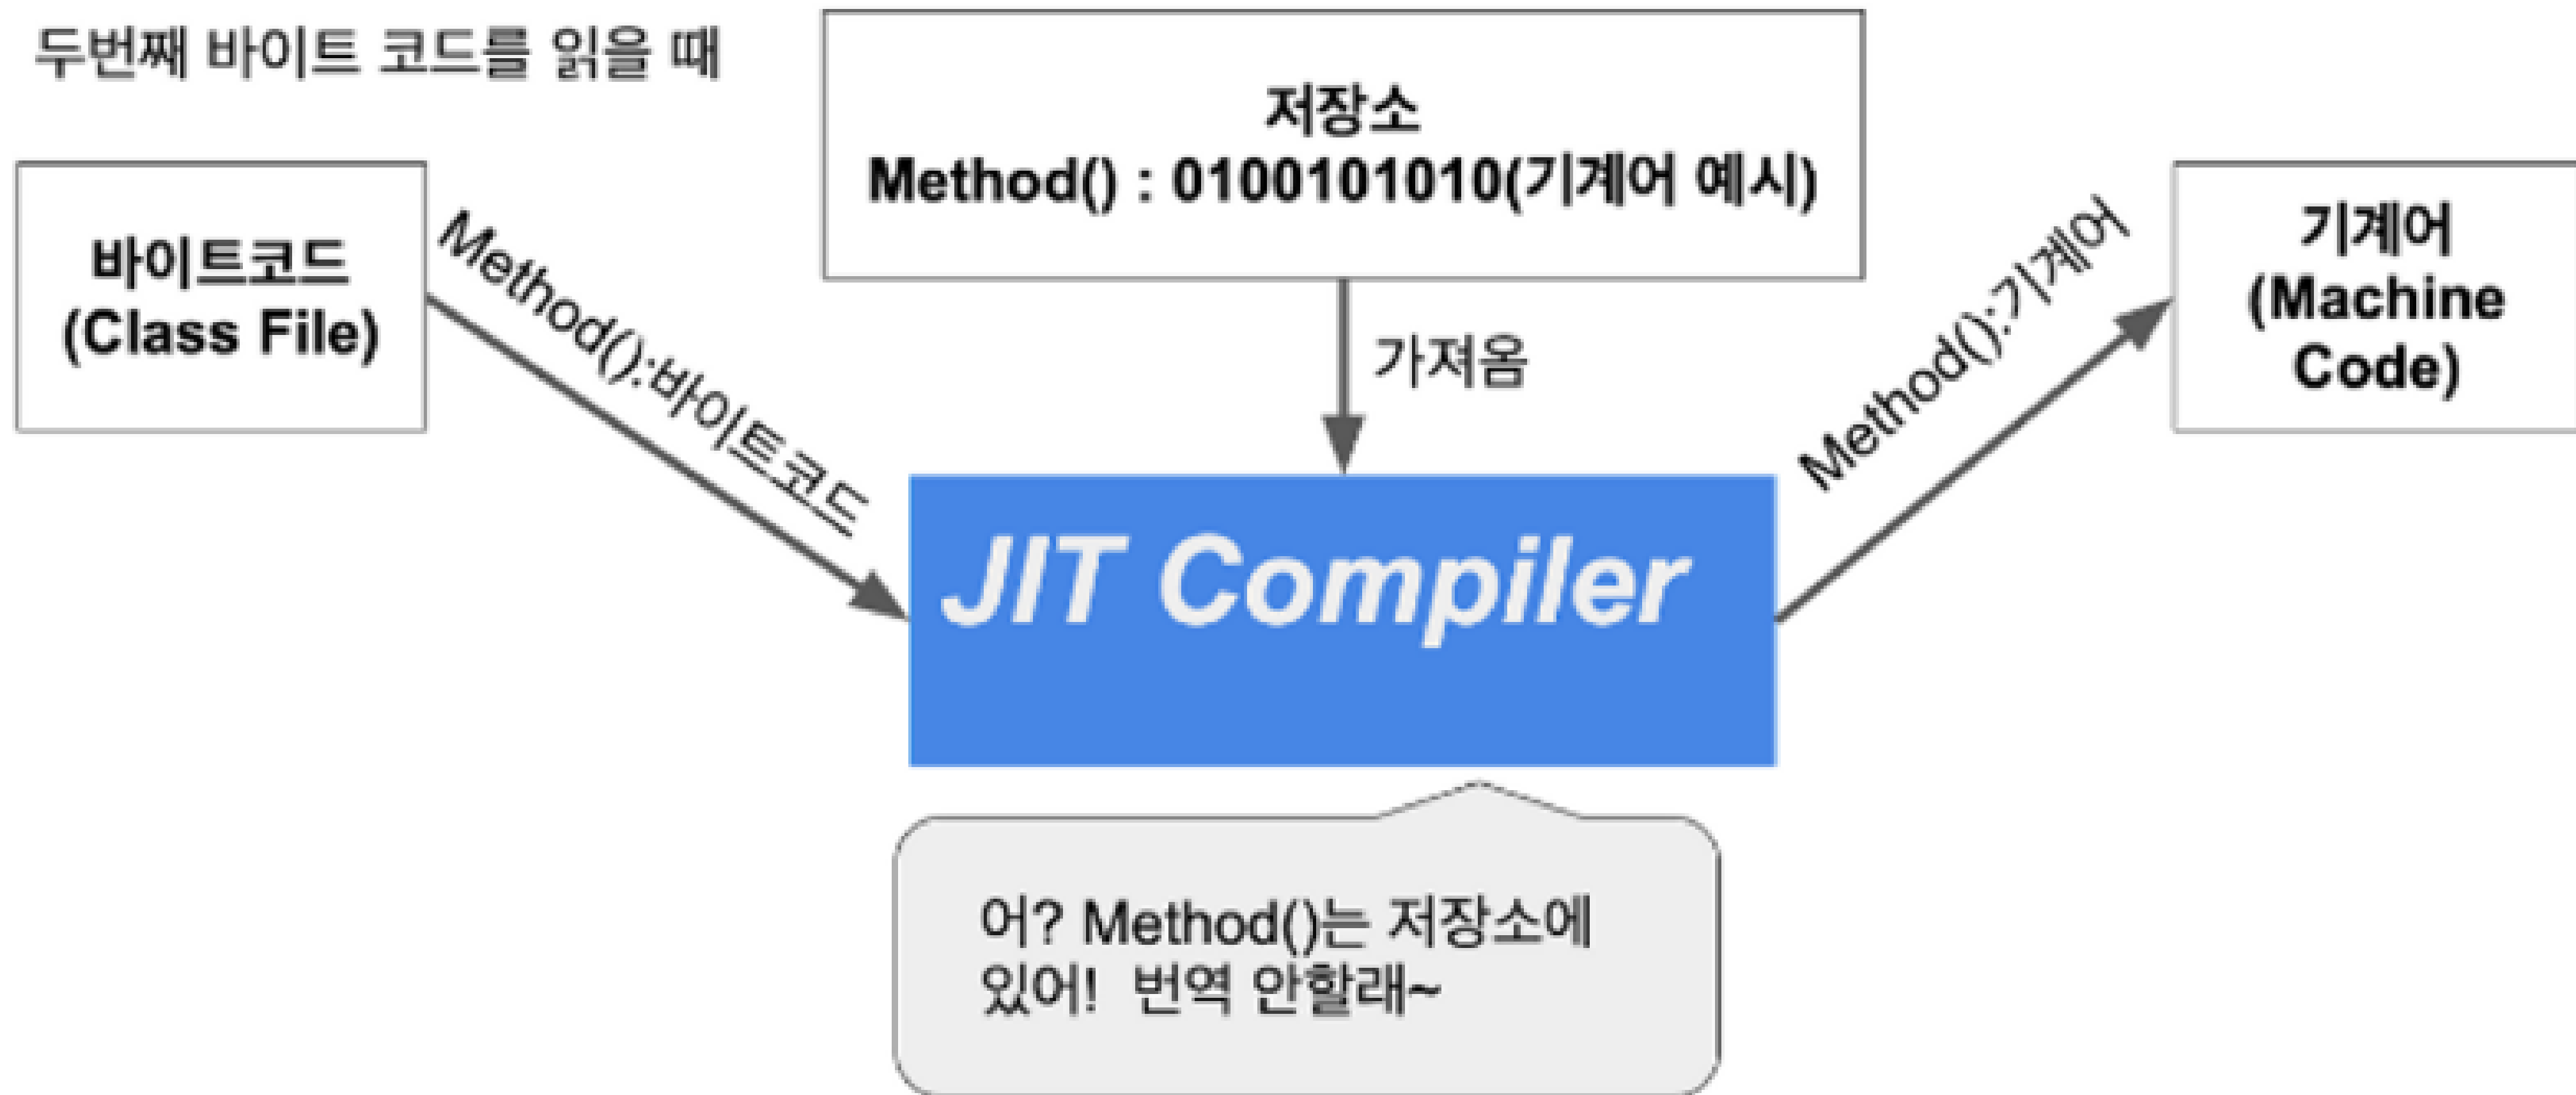 두번째 바이트 코드를 읽을 때
저장소
Method() : 0100101010(기계어 예시)
바이트코드
(Class File)
Method():바이트코드
가져옴
Method():기계어
기계어
(Machine
Code)
JIT Compiler
어? Method()는 저장소에
있어!  번역 안할래~